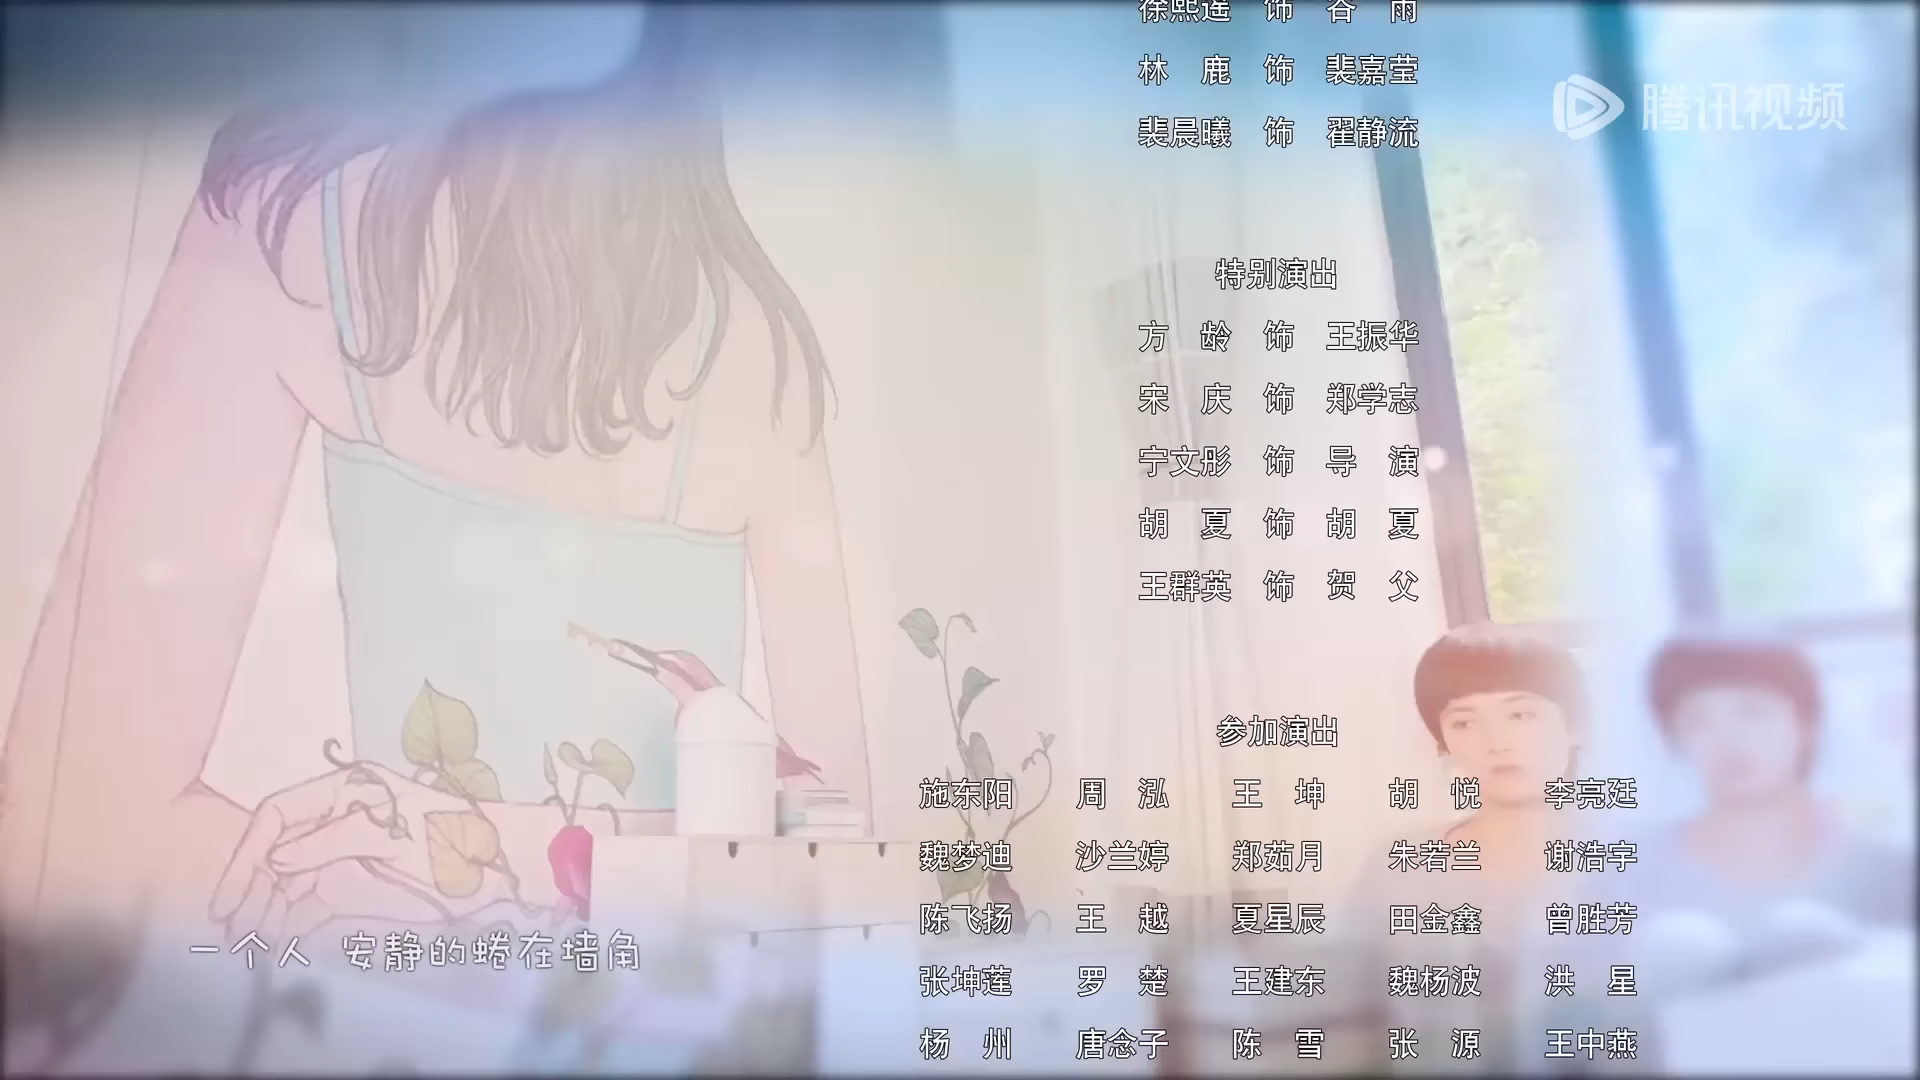 徐熙遥 饰 谷雨
林鹿 饰 裴嘉莹
裴晨曦 饰 翟静流
腾讯视频
特别演出
方龄 饰 王振华
宋庆 饰 郑学志
宁文彤 饰 导演
胡夏 饰 胡夏
王群英 饰 贺父
参加演出
施东阳 周泓 王坤 胡悦 李亮廷
魏梦迪 沙兰婷 郑茹月 朱若兰 谢浩宇
陈飞扬 王越 夏星辰 田金鑫 曾胜芳
张坤莲 罗楚 王建东 魏杨波 洪星
杨州 唐念子 陈雪 张源 王中燕
一个人 安静的蜷在墙角